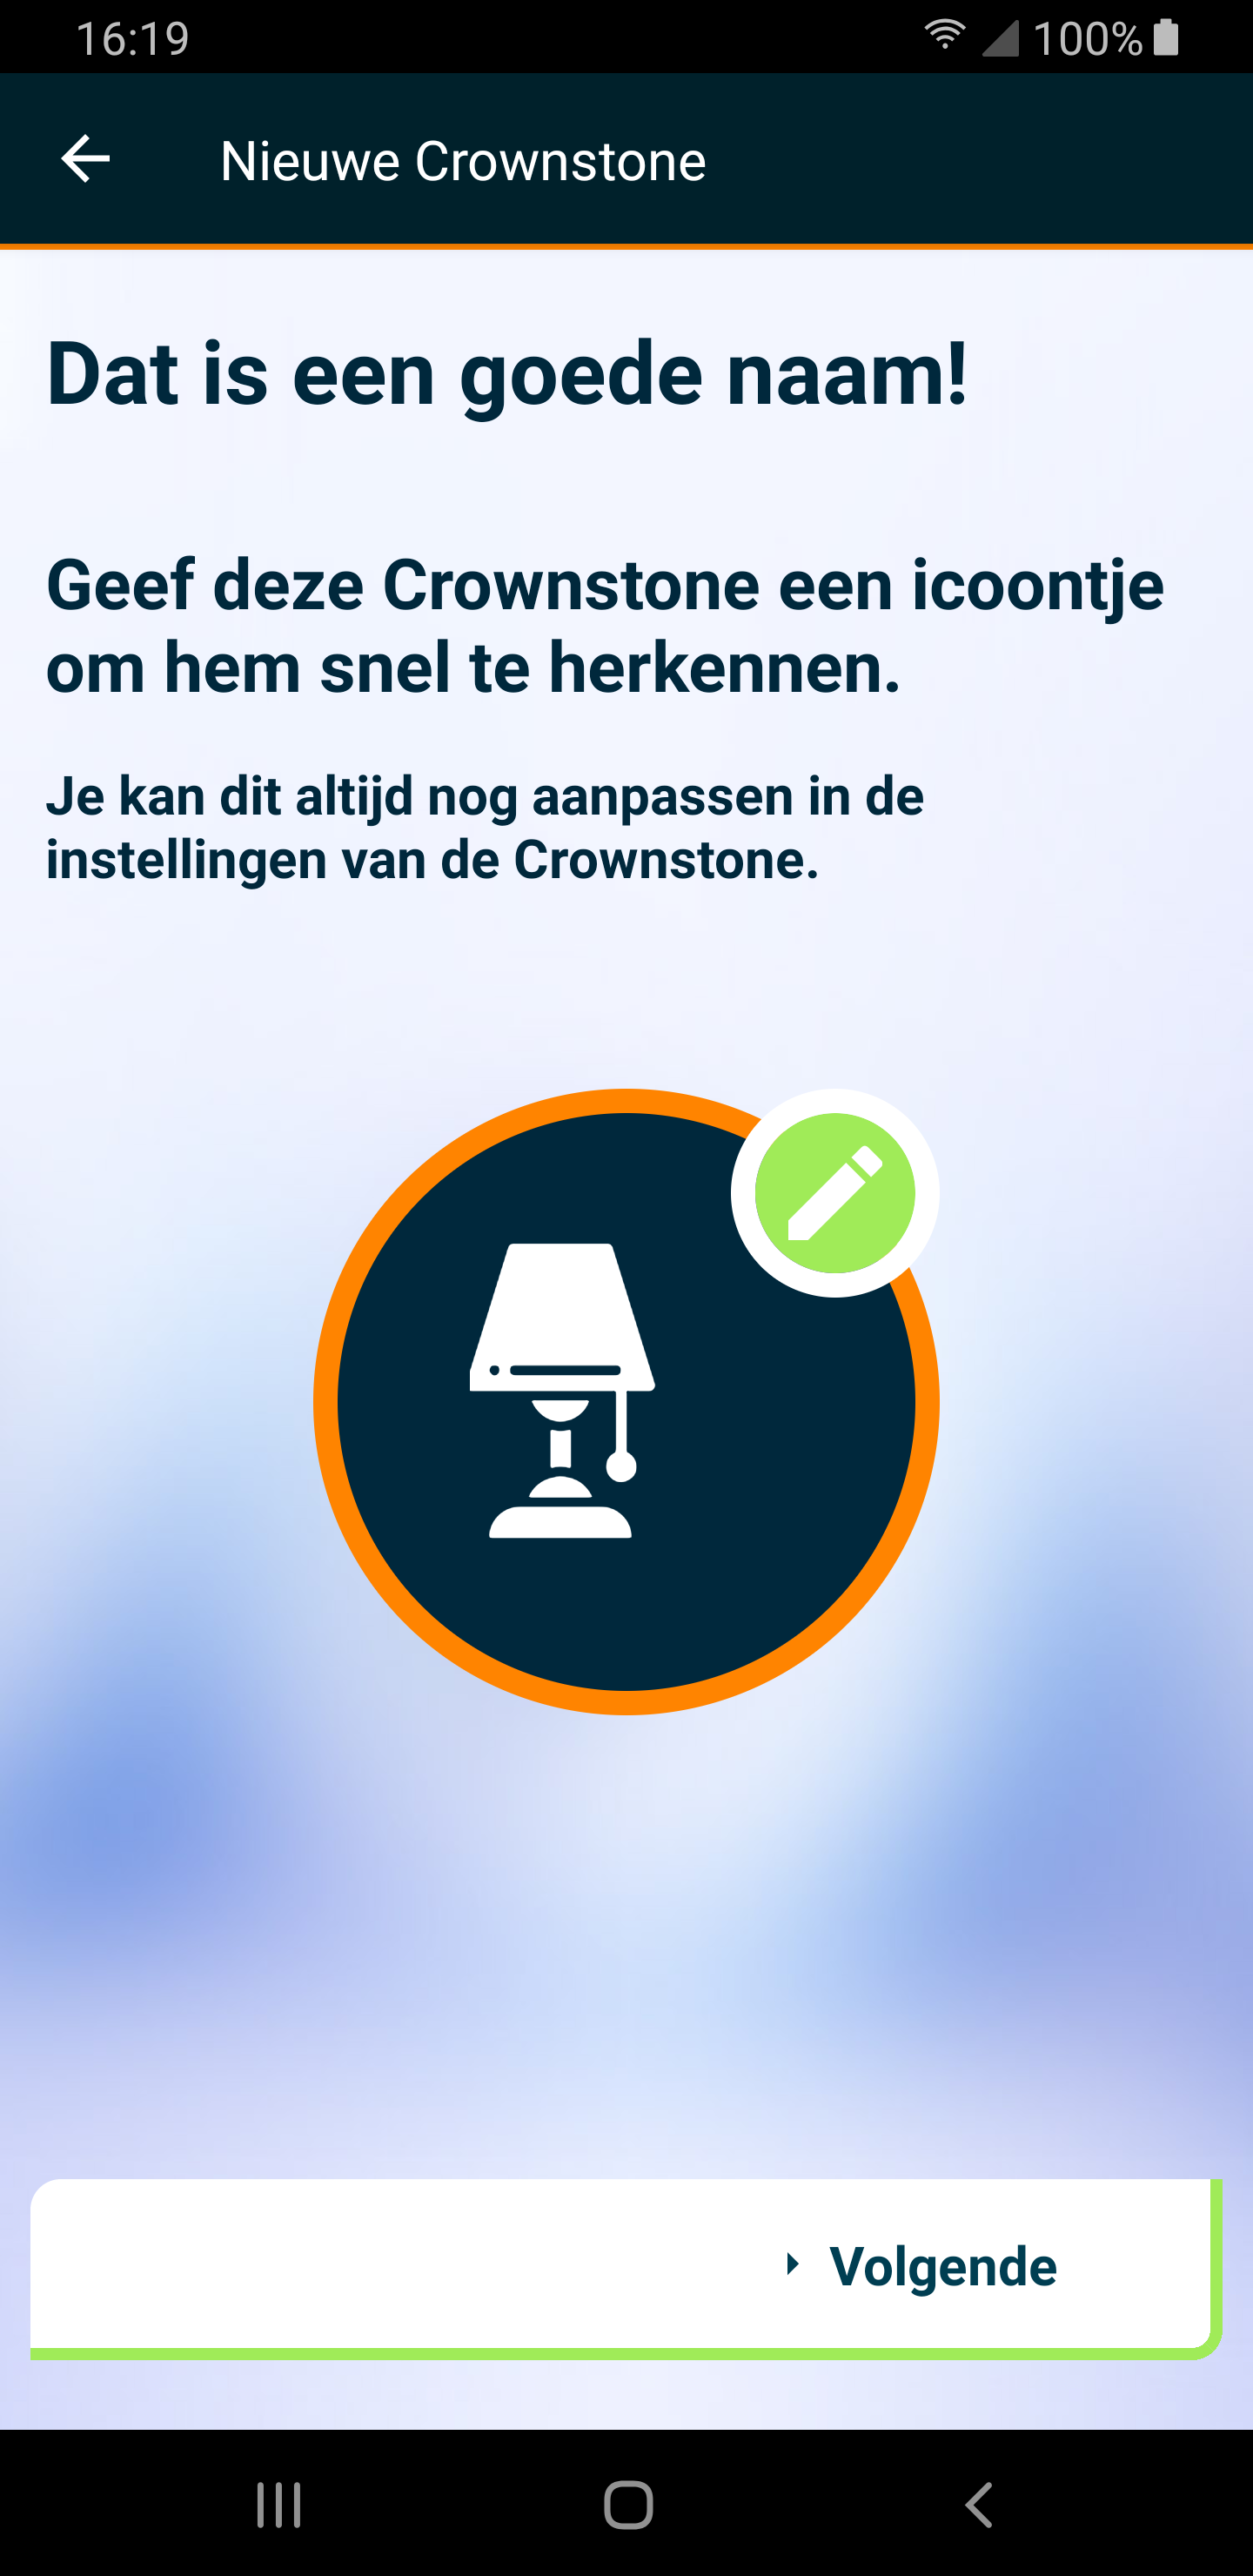 16:19
100%
Nieuwe Crownstone
Dat is een goede naam!
Geef deze Crownstone een icoontje
om hem snel te herkennen.
Je kan dit altijd nog aanpassen in de
instellingen van de Crownstone.
Volgende